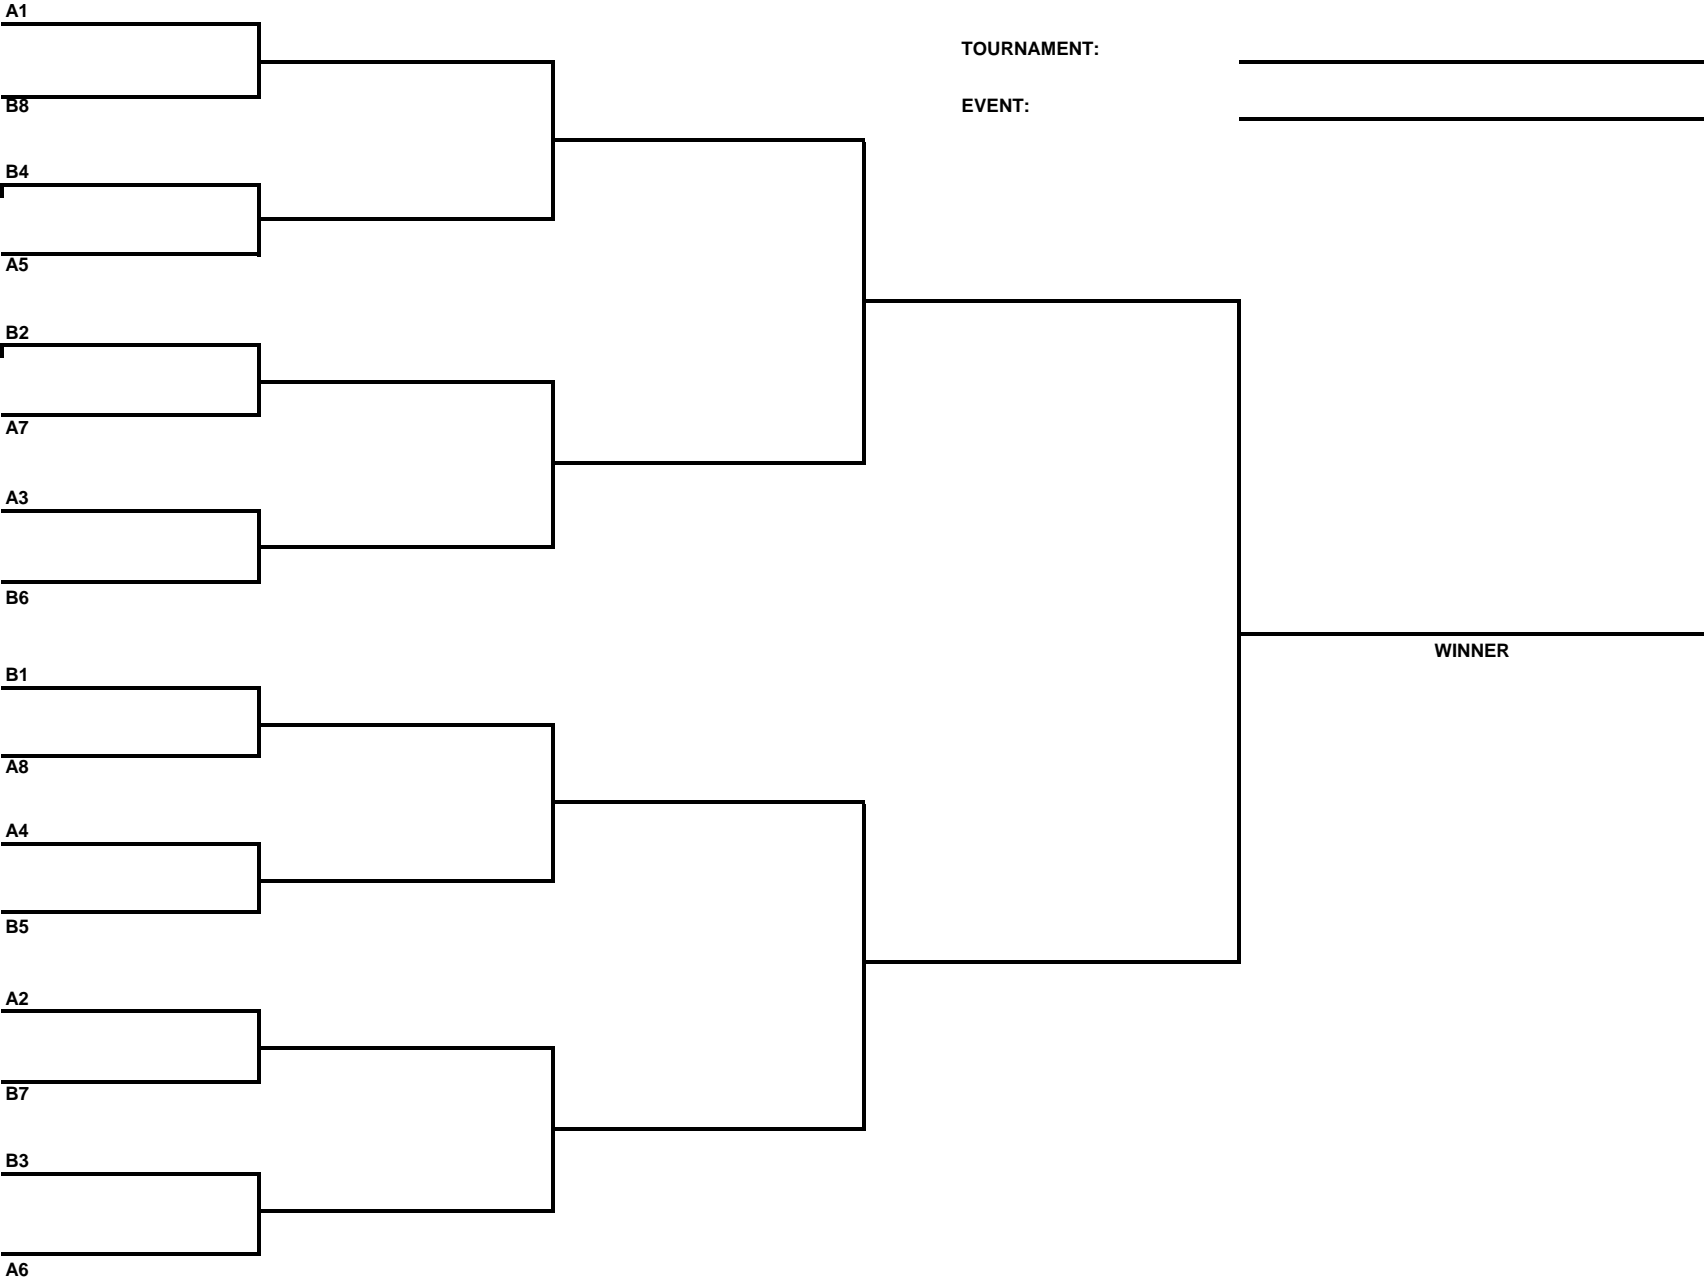 A1
TOURNAMENT:
B8
EVENT:
B4
A5
B2
A7
A3
B6
WINNER
B1
A8
A4
B5
A2
B7
B3
A6